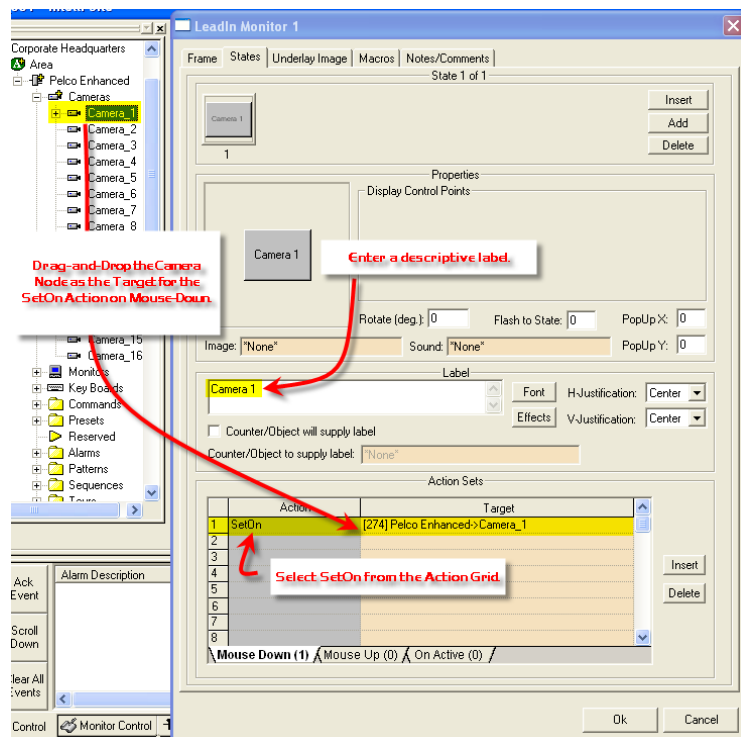 LeadIn Monitor 1
Corporate Headquarters
Area
Pelco Enhanced
Cameras
Camera_1
Camera_2
Camera_3
Camera_4
Camera_5
Camera_6
Camera_7
Camera_8
Drag-and-Drop the Camera
Node as the Target for the
SetOn Action on Mouse-Down.
Camera_15
Camera_16
Monitors
Key Boards
Commands
Presets
Reserved
Alarms
Patterns
Sequences
Tours
Ack
Event
Alarm Description
Scroll
Down
Clear All
Events
Control
Monitor Control
Frame States Underlay Image Macros Notes/Comments
State 1 of 1
Camera 1
1
Insert
Add
Delete
Properties
Display Control Points
Camera 1
Enter a descriptive label.
Rotate (deg.): 0 Flash to State: 0 PopUp X: 0
Image: "None" Sound: "None" PopUp Y: 0
Label
Camera 1
Font H-Justification: Center
Effects V-Justification: Center
Counter/Object will supply label
Counter/Object to supply label: "None"
Action Sets
Action Target
1 SetOn [274] Pelco Enhanced->Camera_1
2
3
4
5
6
7
8
Select SetOn from the Action Grid.
Insert
Delete
Mouse Down (1) Mouse Up (0) On Active (0)
Ok Cancel